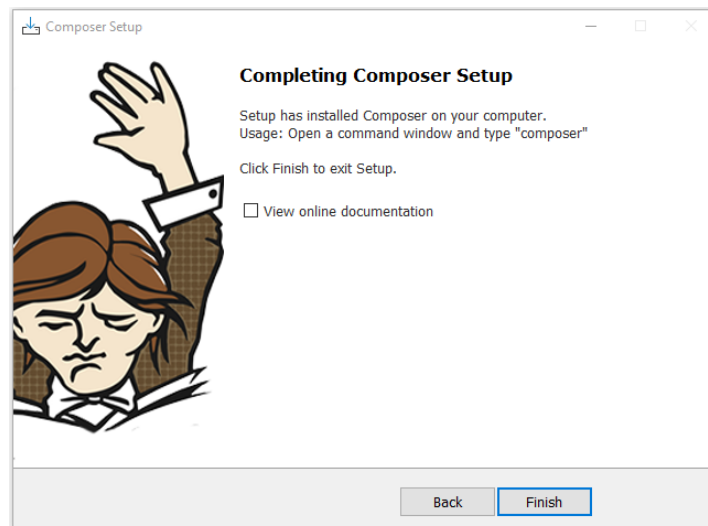 Composer Setup
Completing Composer Setup
Setup has installed Composer on your computer.
Usage: Open a command window and type "composer"
Click Finish to exit Setup.
View online documentation
Back
Finish